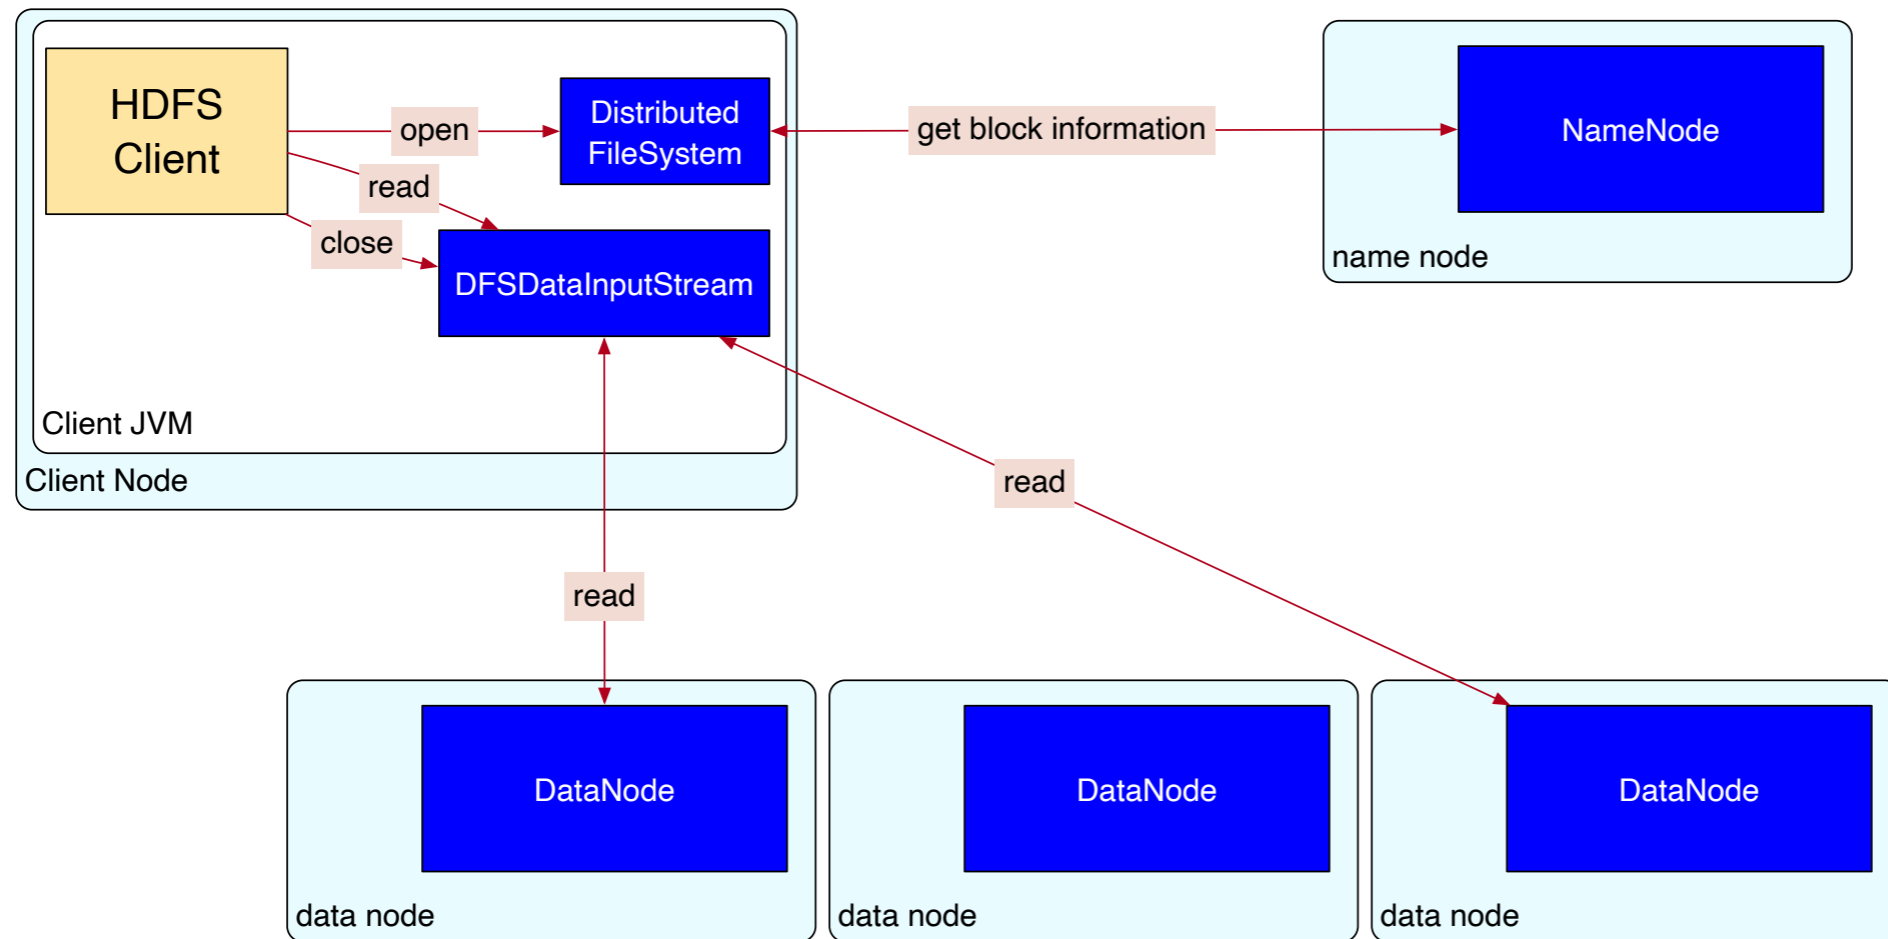 HDFS
Client
open
Distributed
FileSystem
get block information
NameNode
read
close
DFSDataInputStream
name node
Client JVM
Client Node
read
read
DataNode
DataNode
DataNode
data node
data node
data node